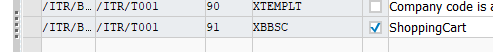 /ITR/B... /ITR/T001 90 XTEMPLT Company code is a
/ITR/B... /ITR/T001 91 XBBSC ShoppingCart